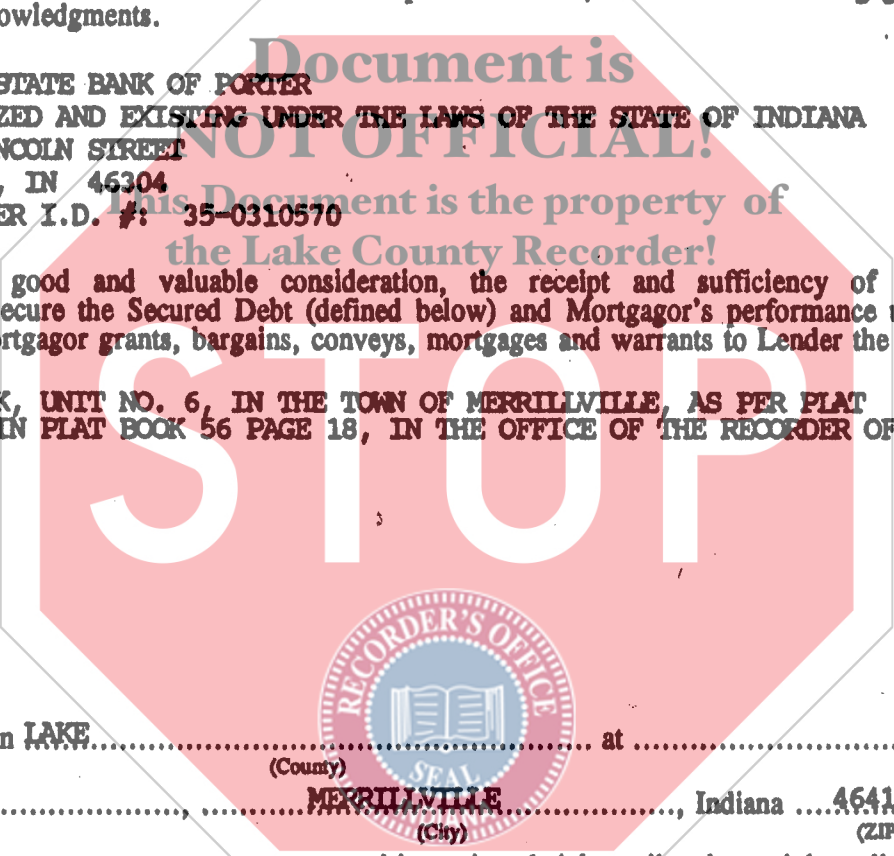 owledgments.
Document is
STATE BANK OF PORTER
ZED AND EXISTING UNDER THE LAWS OF THE STATE OF INDIANA
NOT OFFICIAL!
NCOLN STREET
, IN 46304
This Document is the property of
ER I.D. #: 35-0310570
the Lake County Recorder!
good and valuable consideration, the receipt and sufficiency of
ecure the Secured Debt (defined below) and Mortgagor's performance
ortgagor grants, bargains, conveys, mortgages and warrants to Lender the
K, UNIT NO. 6, IN THE TOWN OF MERRILLVILLE, AS PER PLAT
IN PLAT BOOK 56 PAGE 18, IN THE OFFICE OF THE RECORDER OF
STOP
RECORDER'S OFFICE
n LAKE at
(County)
SEAL
MERRILLVILLE, Indiana 4641
INDIANA
(City) (ZIP